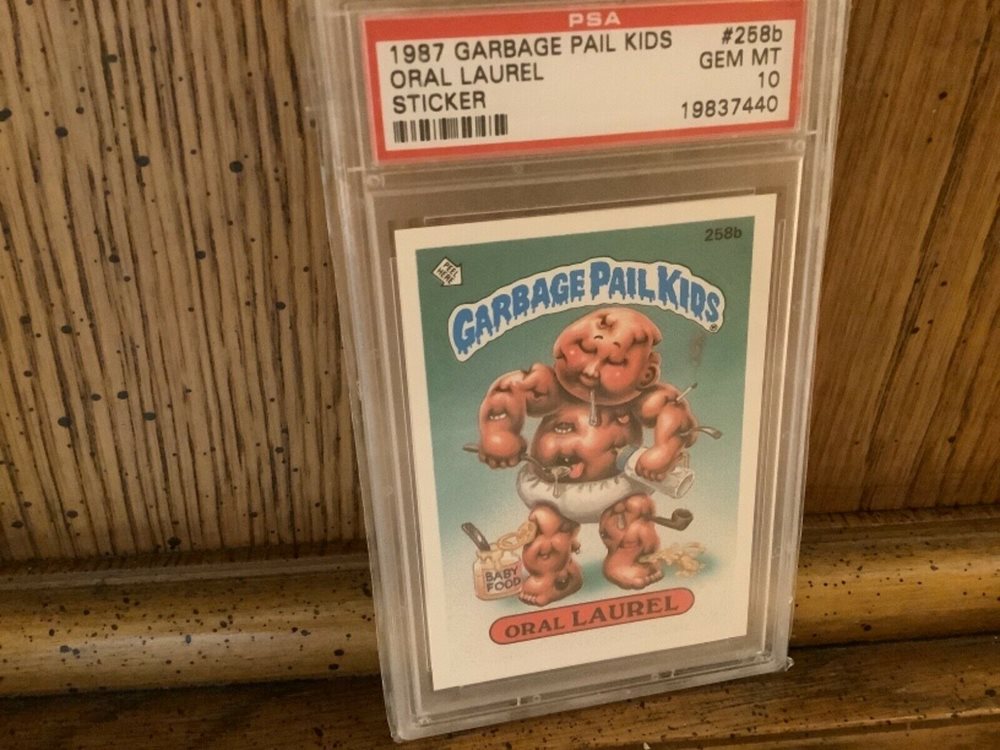 PSA
1987 GARBAGE PAIL KIDS #258b
ORAL LAUREL GEM MT
STICKER 10
19837440
258b
PEEL
HERE
GARBAGE PAIL KIDS
BABY
FOOD
ORAL LAUREL